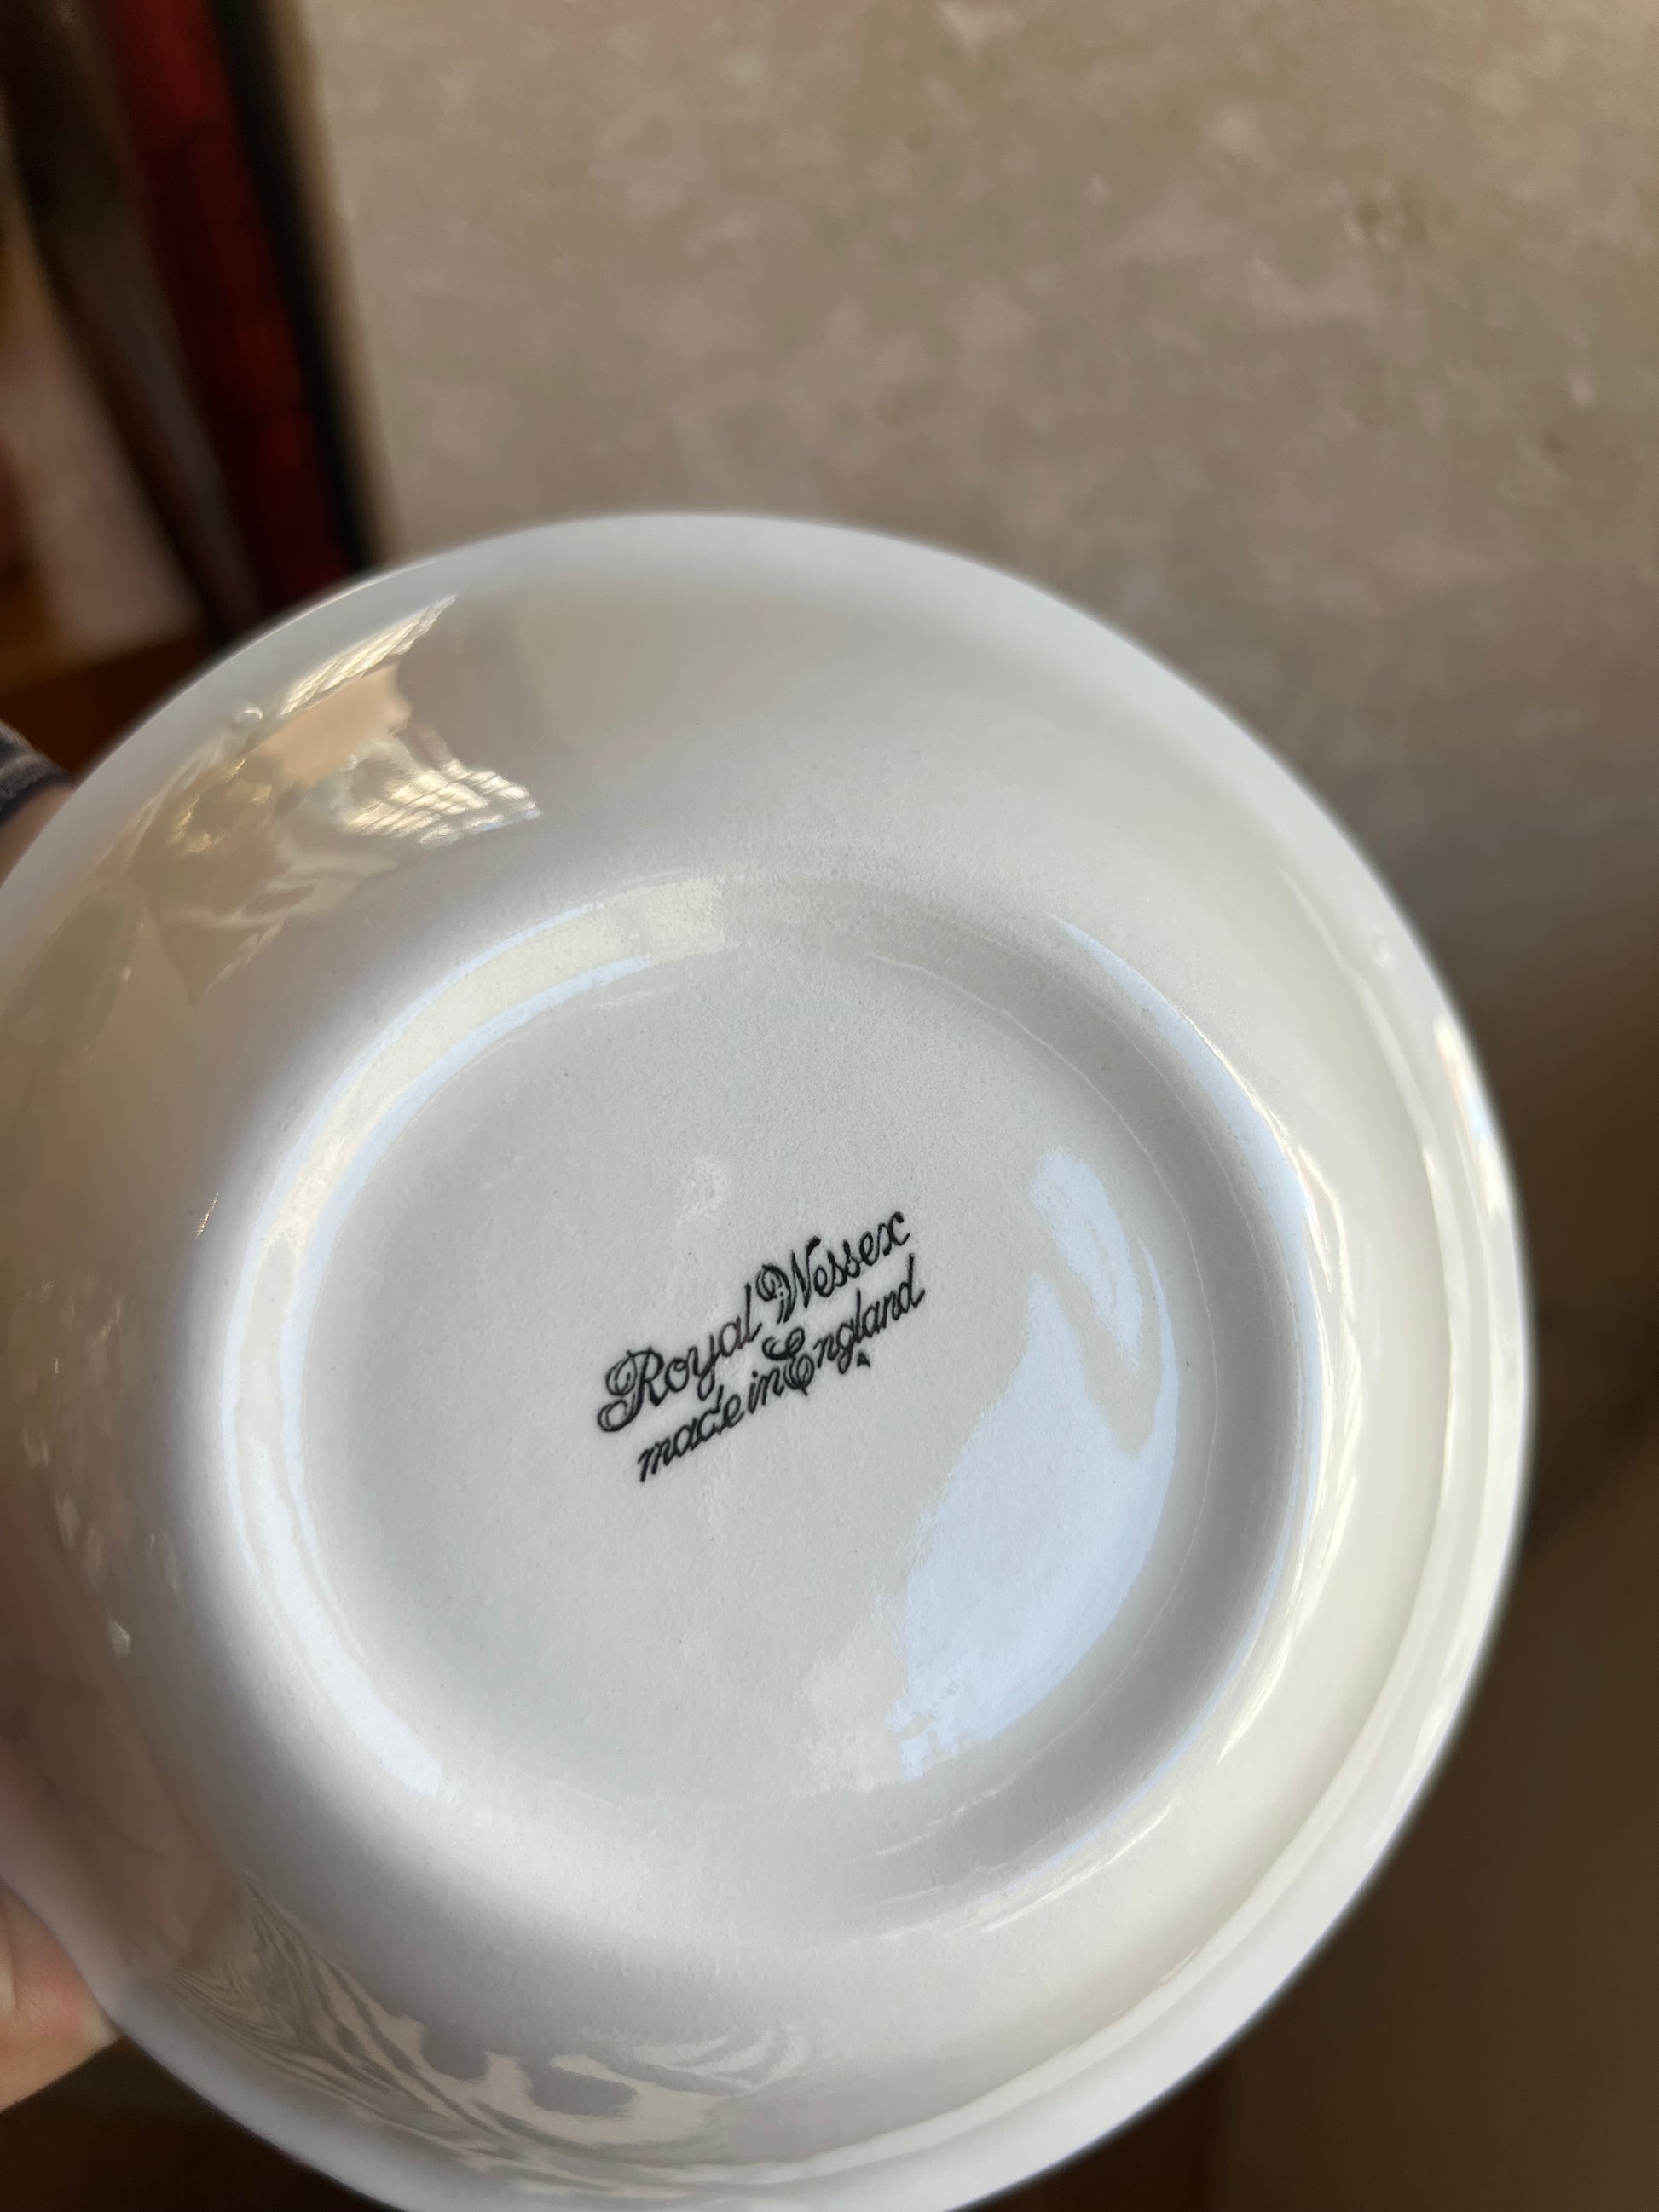 Royal Wessex
made in England
A